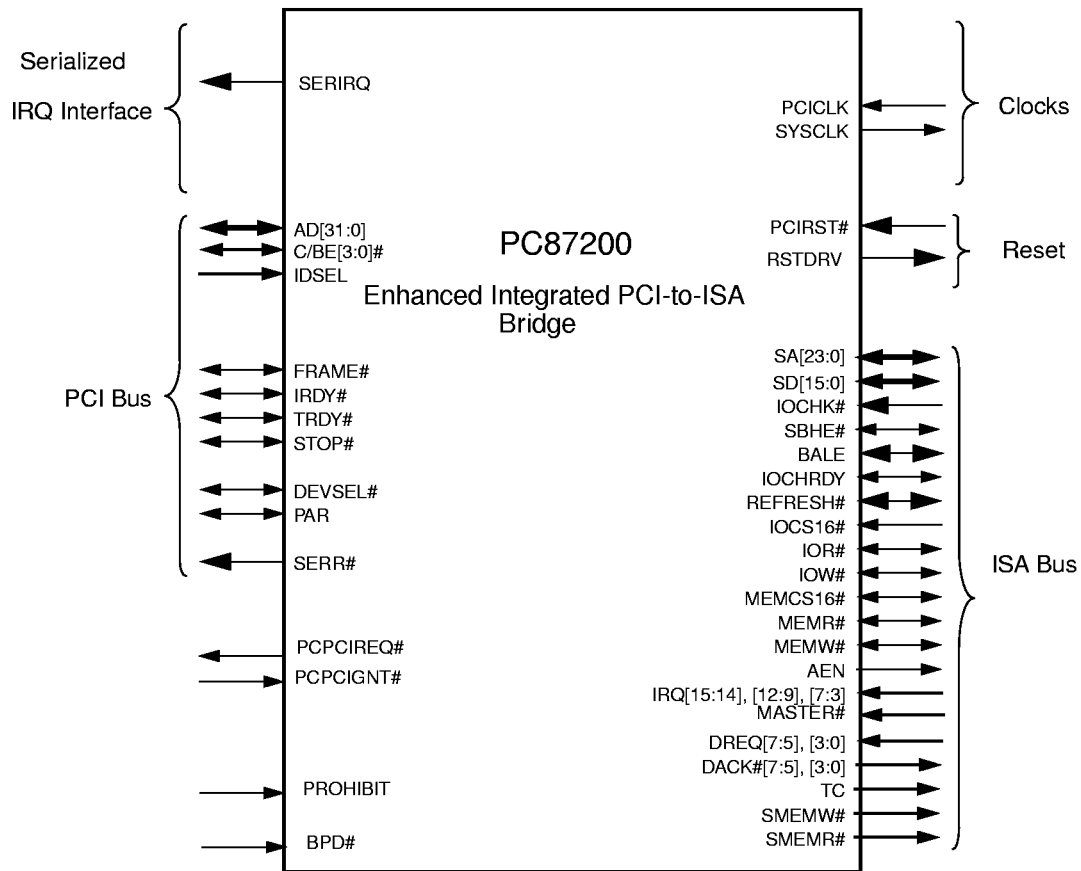 Serialized
IRQ Interface
SERIRQ
PCICLK
SYSCLK
Clocks
PCI Bus
AD[31:0]
C/BE[3:0]#
IDSEL
FRAME#
IRDY#
TRDY#
STOP#
DEVSEL#
PAR
SERR#
PCPCIREQ#
PCPCIGNT#
PROHIBIT
BPD#
PC87200
Enhanced Integrated PCI-to-ISA
Bridge
PCIRST#
RSTDRV
Reset
SA[23:0]
SD[15:0]
IOCHK#
SBHE#
BALE
IOCHRDY
REFRESH#
IOCS16#
IOR#
IOW#
MEMCS16#
MEMR#
MEMW#
AEN
IRQ[15:14], [12:9], [7:3]
MASTER#
DREQ[7:5], [3:0]
DACK#[7:5], [3:0]
TC
SMEMW#
SMEMR#
ISA Bus